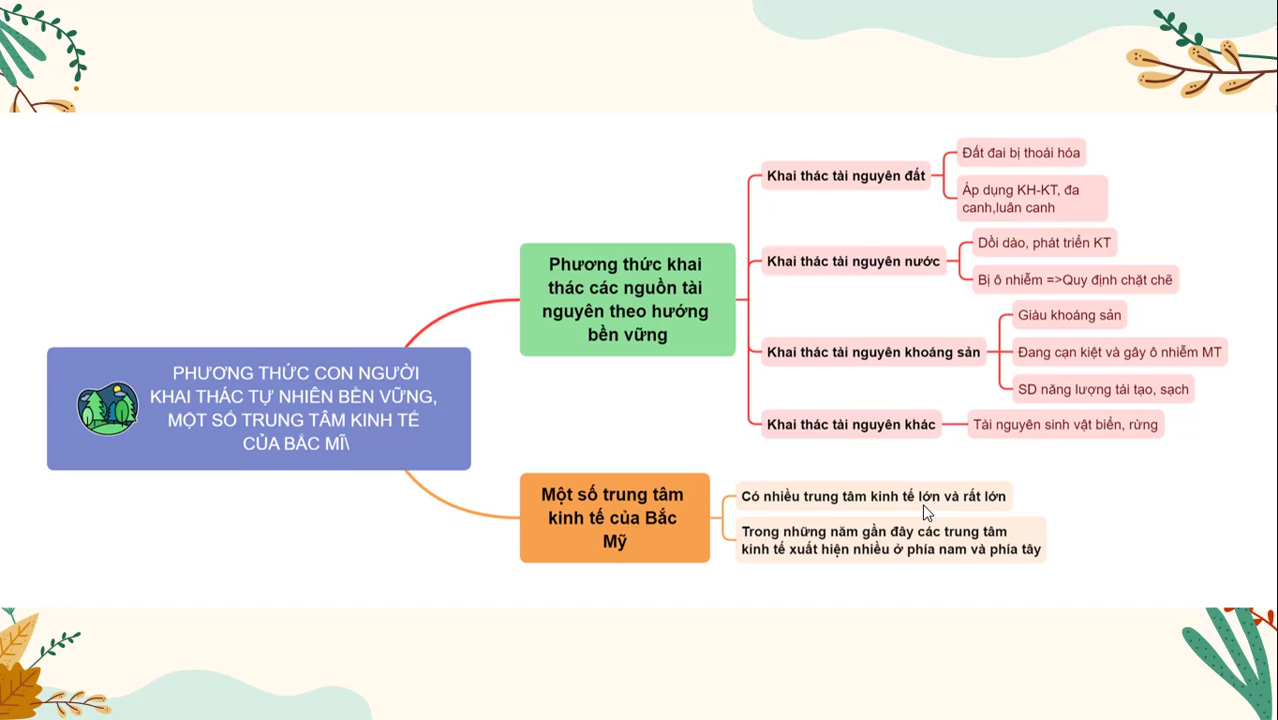 PHƯƠNG THỨC CON NGƯỜI
KHAI THÁC TỰ NHIÊN BỀN VỮNG,
MỘT SỐ TRUNG TÂM KINH TẾ
CỦA BẮC MĨ\
Phương thức khai
thác các nguồn tài
nguyên theo hướng
bền vững
Khai thác tài nguyên đất
Đất đai bị thoái hóa
Áp dụng KH-KT, đa
canh,luân canh
Khai thác tài nguyên nước
Dồi dào, phát triển KT
Bị ô nhiễm =>Quy định chặt chẽ
Khai thác tài nguyên khoáng sản
Giàu khoáng sản
Đang cạn kiệt và gây ô nhiễm MT
SD năng lượng tái tạo, sạch
Khai thác tài nguyên khác
Tài nguyên sinh vật biển, rừng
Một số trung tâm
kinh tế của Bắc
Mỹ
Có nhiều trung tâm kinh tế lớn và rất lớn
Trong những năm gần đây các trung tâm
kinh tế xuất hiện nhiều ở phía nam và phía tây